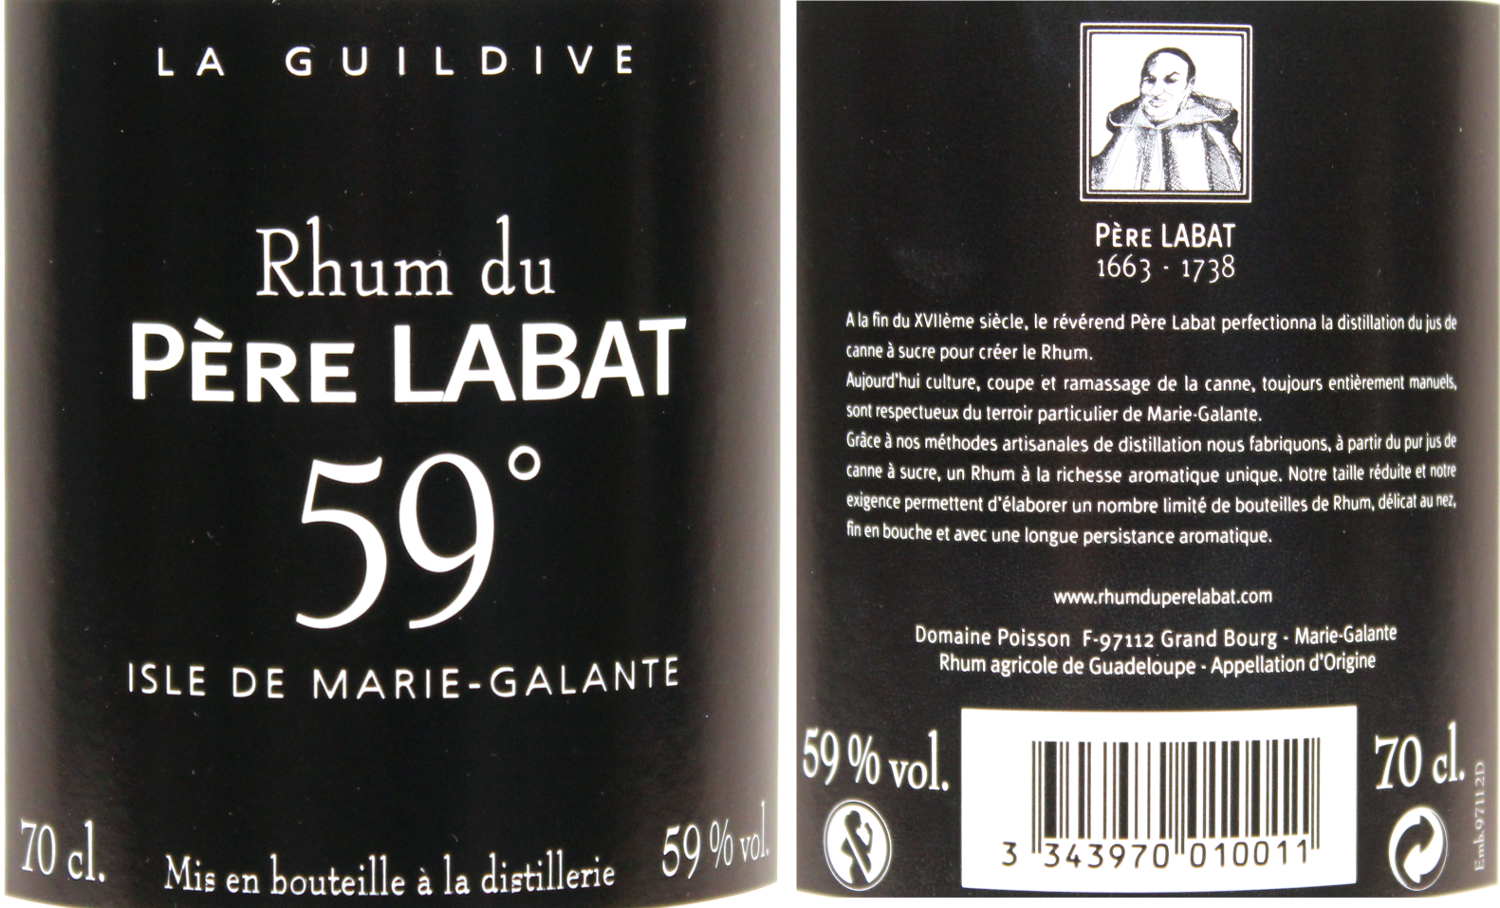 LA GUILDIVE
Rhum du
PÈRE LABAT
59°
ISLE DE MARIE-GALANTE
70 cl.
Mis en bouteille à la distillerie
59 % vol.
PÈRE LABAT
1663 - 1738
A la fin du XVIIème siècle, le révérend Père Labat perfectionna la distillation du jus de
canne à sucre pour créer le Rhum.
Aujourd'hui culture, coupe et ramassage de la canne, toujours entièrement manuels,
sont respectueux du terroir particulier de Marie-Galante.
Grâce à nos méthodes artisanales de distillation nous fabriquons, à partir du pur jus de
canne à sucre, un Rhum à la richesse aromatique unique. Notre taille réduite et notre
exigence permettent d'élaborer un nombre limité de bouteilles de Rhum, délicat au nez,
fin en bouche et avec une longue persistance aromatique.
www.rhumduperelabat.com
Domaine Poisson F-97112 Grand Bourg - Marie-Galante
Rhum agricole de Guadeloupe - Appellation d'Origine
59 % vol.
70 cl.
Emb.97112D
3 343970 010011